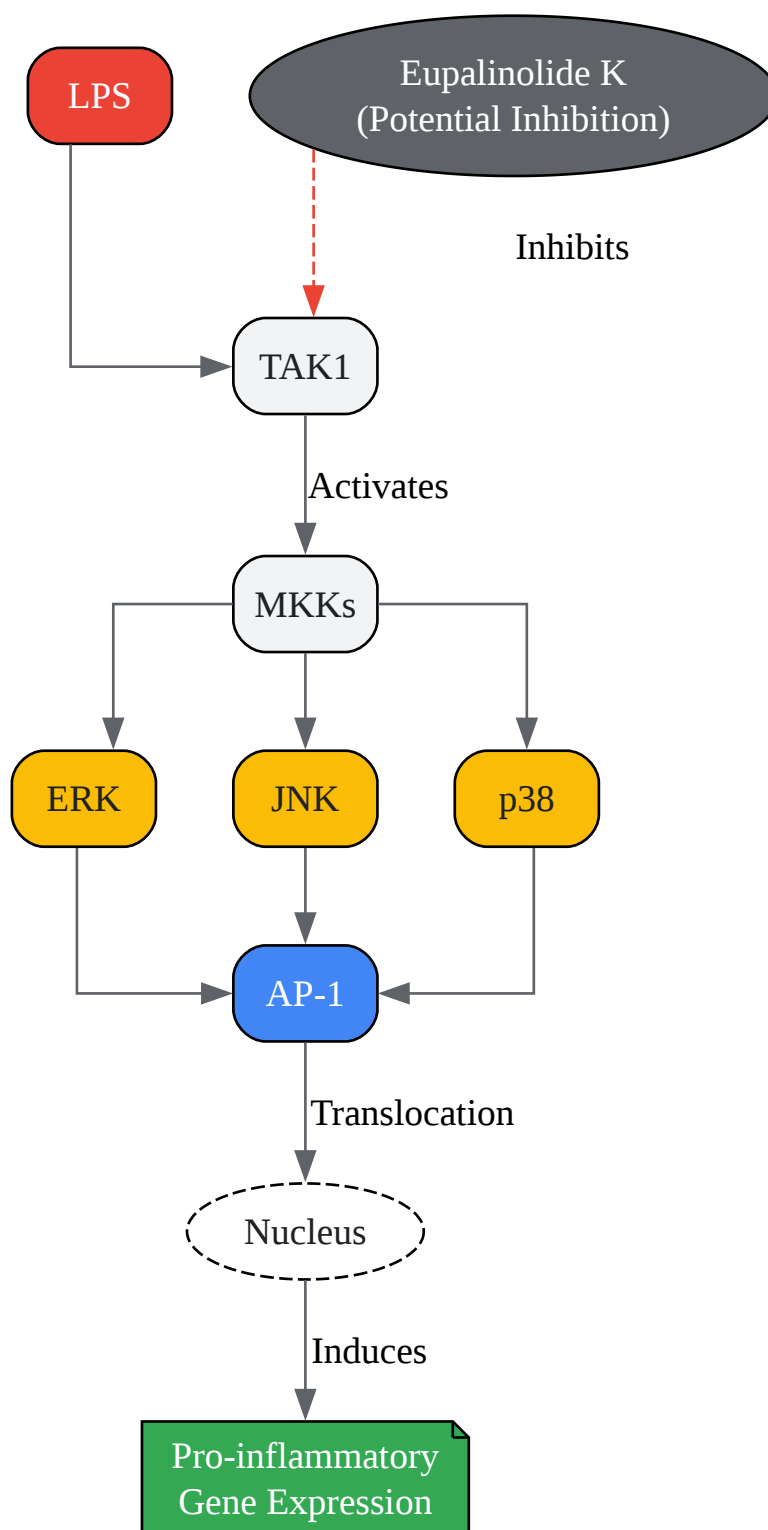 LPS
Eupalinolide K
(Potential Inhibition)
Inhibits
TAK1
Activates
MKKs
ERK
JNK
p38
AP-1
Translocation
Nucleus
Induces
Pro-inflammatory
Gene Expression